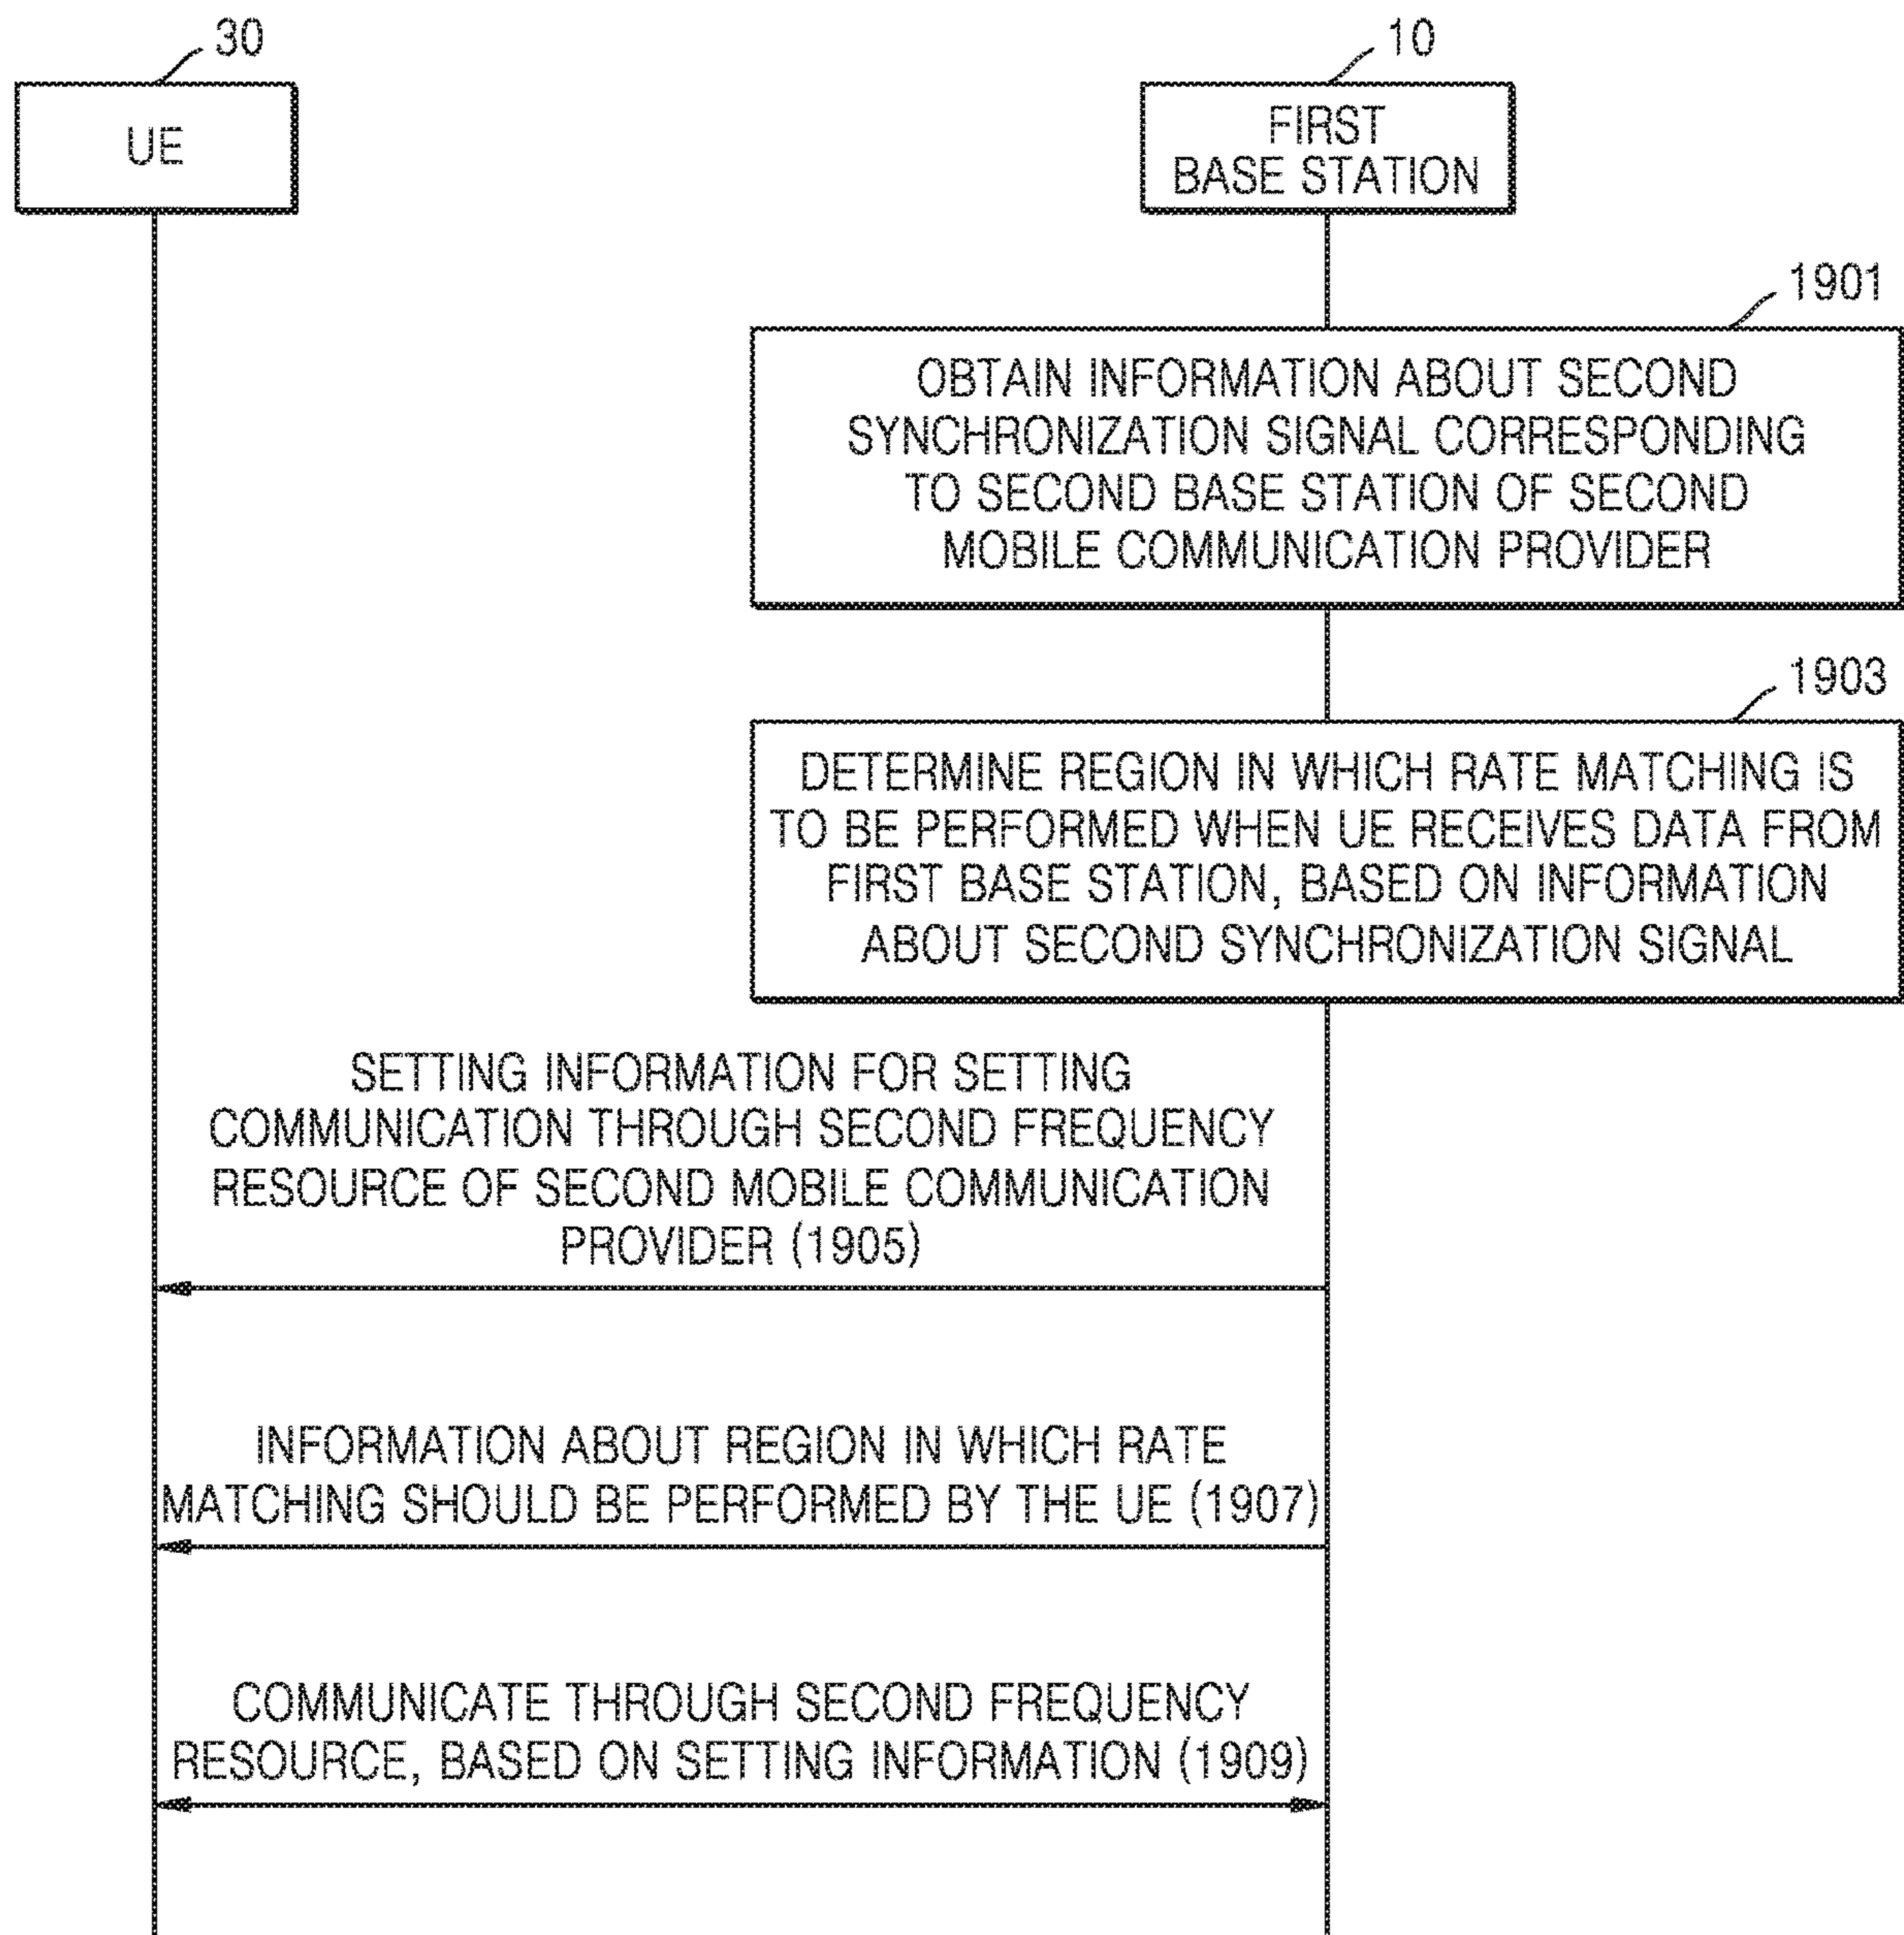 30
10
UE
FIRST
BASE STATION
1901
OBTAIN INFORMATION ABOUT SECOND
SYNCHRONIZATION SIGNAL CORRESPONDING
TO SECOND BASE STATION OF SECOND
MOBILE COMMUNICATION PROVIDER
1903
DETERMINE REGION IN WHICH RATE MATCHING IS
TO BE PERFORMED WHEN UE RECEIVES DATA FROM
FIRST BASE STATION, BASED ON INFORMATION
ABOUT SECOND SYNCHRONIZATION SIGNAL
SETTING INFORMATION FOR SETTING
COMMUNICATION THROUGH SECOND FREQUENCY
RESOURCE OF SECOND MOBILE COMMUNICATION
PROVIDER (1905)
INFORMATION ABOUT REGION IN WHICH RATE
MATCHING SHOULD BE PERFORMED BY THE UE (1907)
COMMUNICATE THROUGH SECOND FREQUENCY
RESOURCE, BASED ON SETTING INFORMATION (1909)